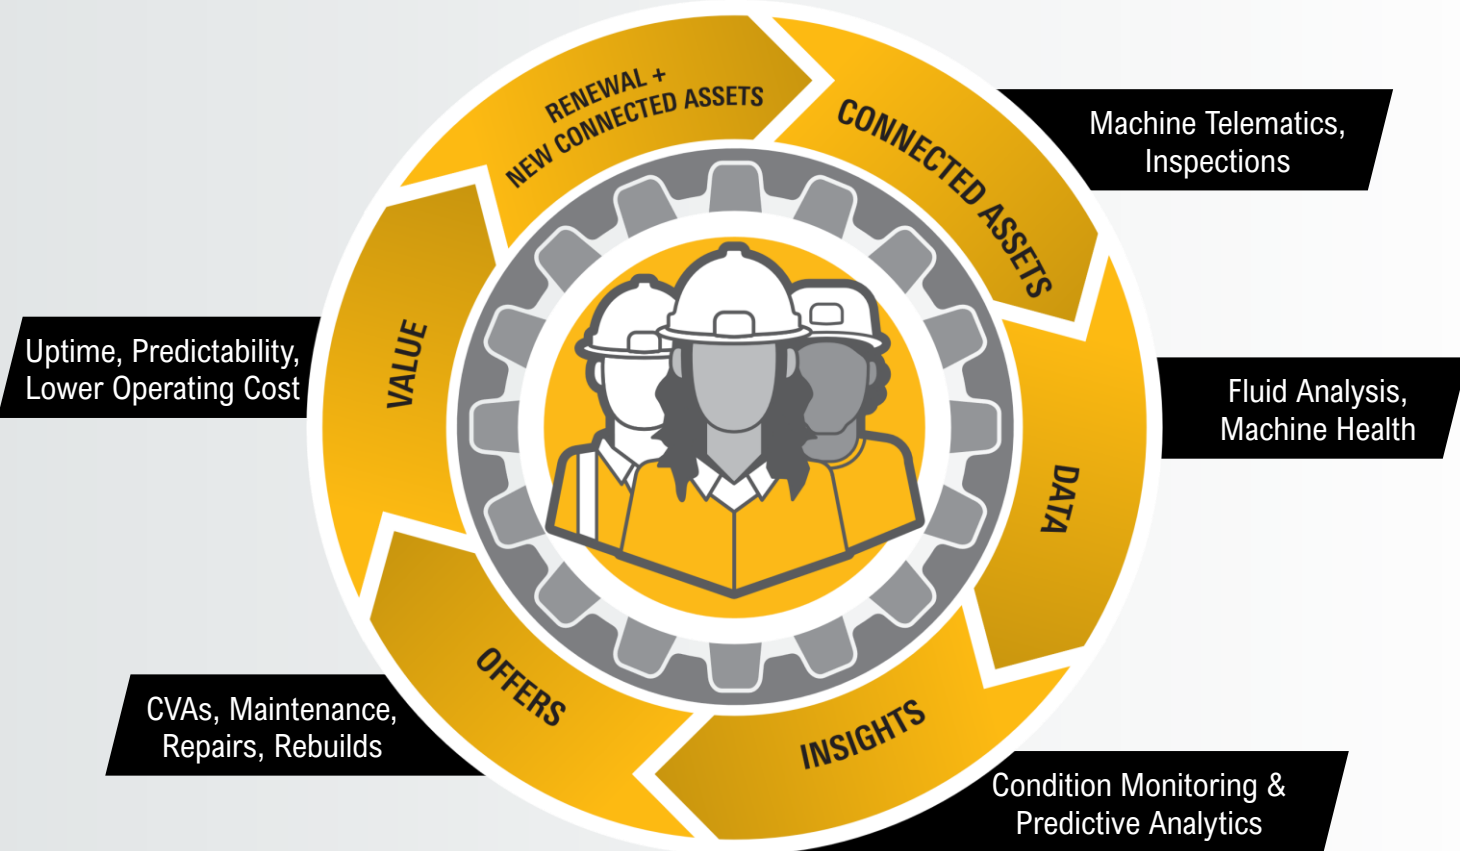 RENEWAL +
NEW CONNECTED ASSETS
CONNECTED ASSETS
Machine Telematics,
Inspections
DATA
Fluid Analysis,
Machine Health
INSIGHTS
Condition Monitoring &
Predictive Analytics
OFFERS
CVAs, Maintenance,
Repairs, Rebuilds
VALUE
Uptime, Predictability,
Lower Operating Cost